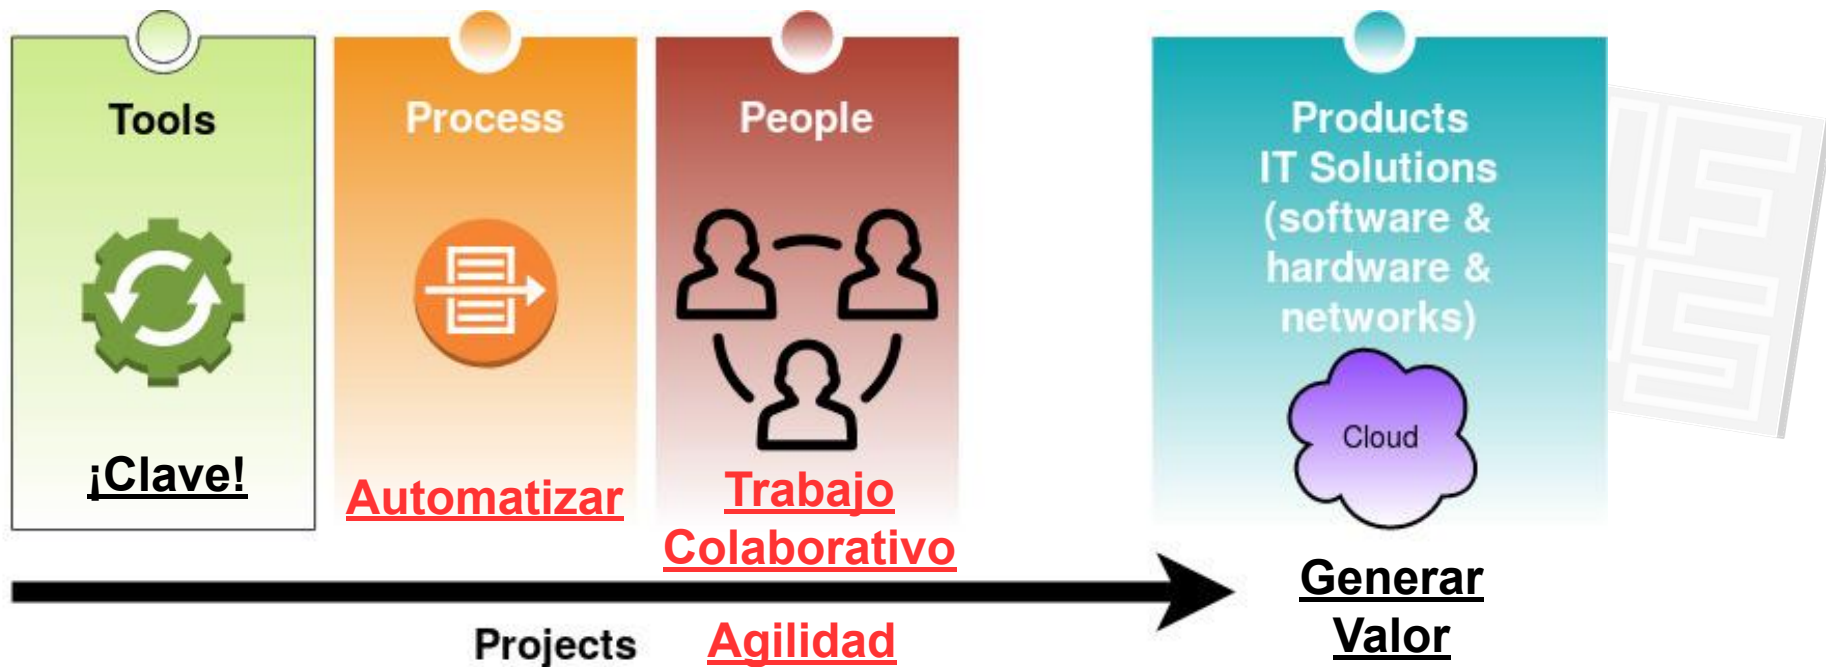 Tools
¡Clave!
Process
Automatizar
People
Trabajo
Colaborativo
Products
IT Solutions
(software &
hardware &
networks)
Cloud
Generar
Valor
Projects
Agilidad